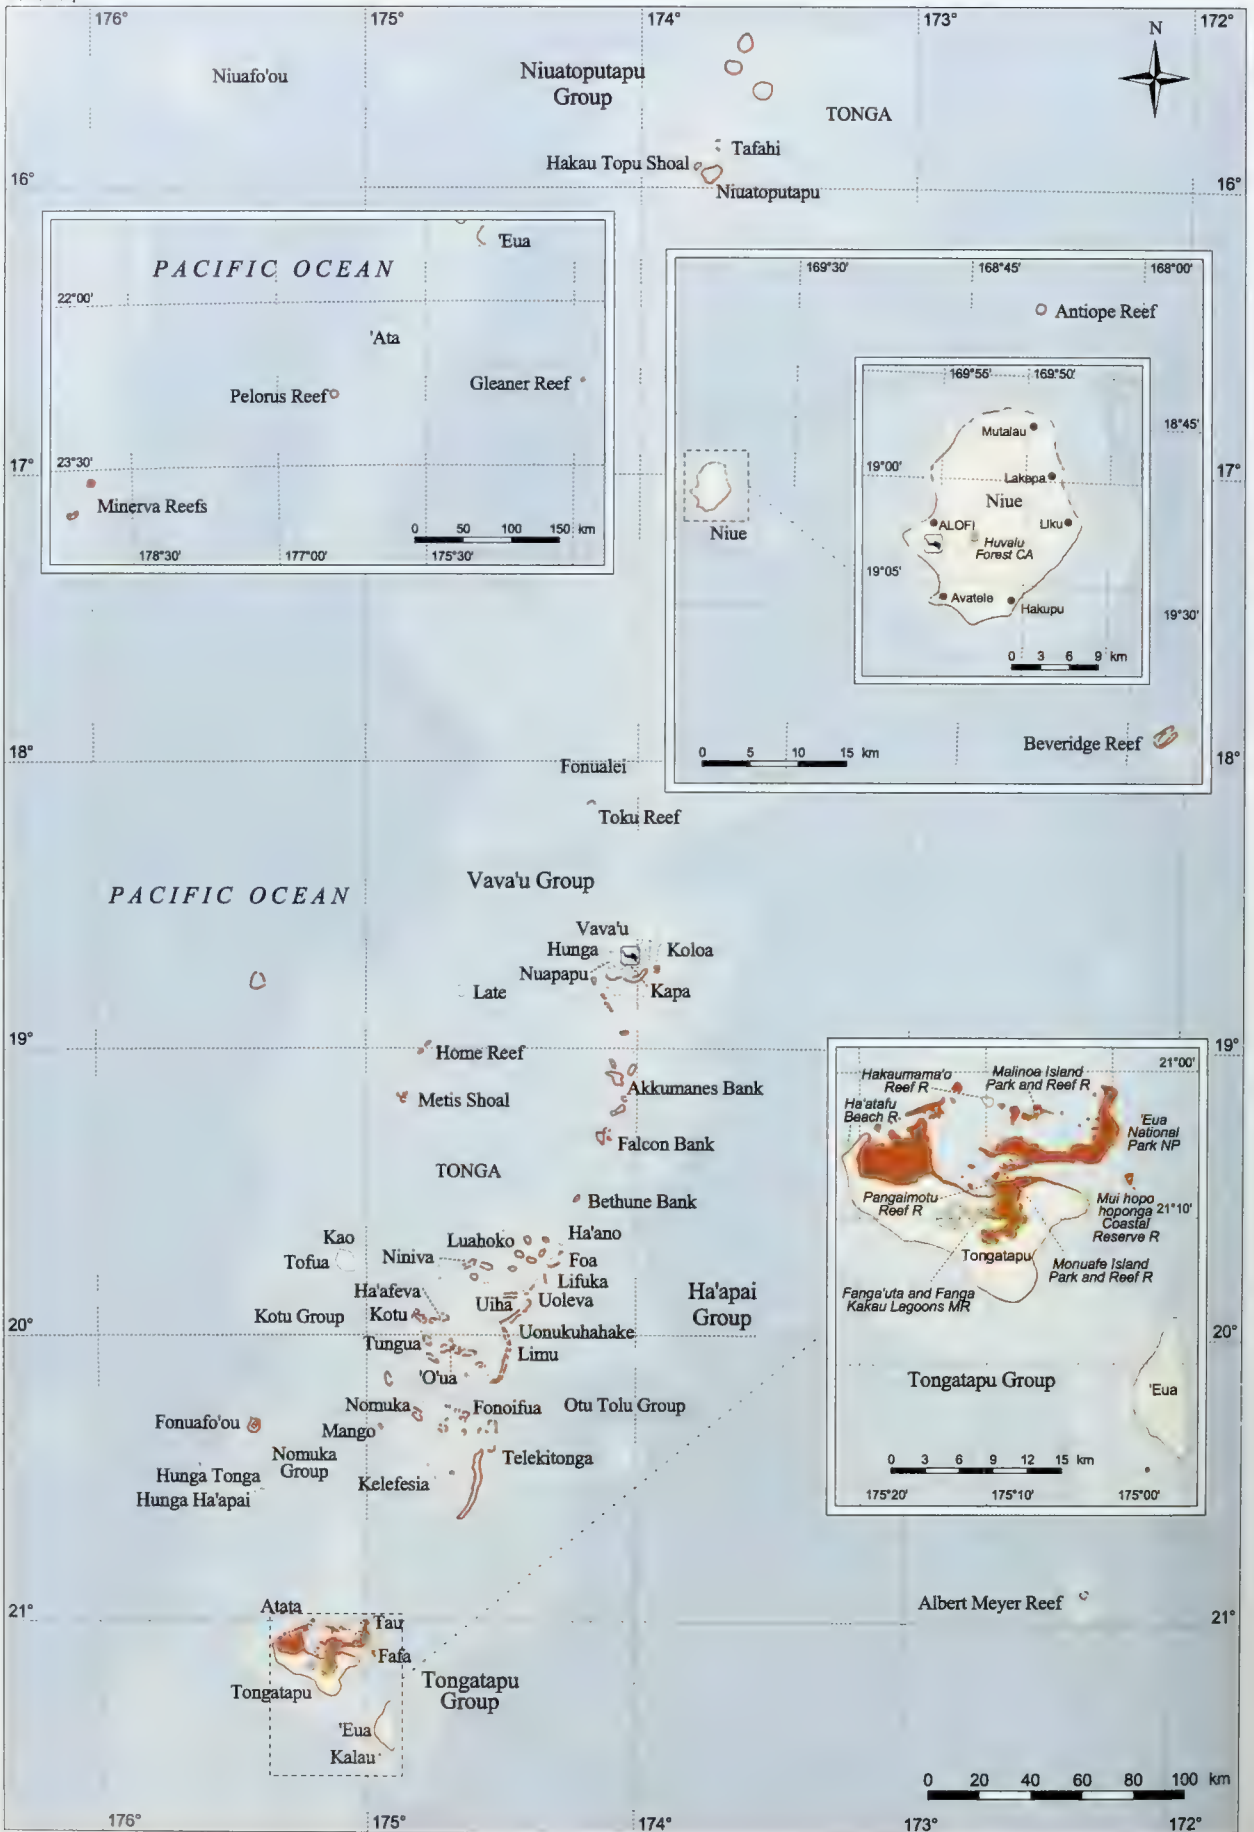 176°
175°
174°
173°
172°
N
Niuafo'ou
Niuatoputapu
Group
TONGA
Tafahi
Hakau Topu Shoal
Niuatoputapu
16°
16°
'Eua
PACIFIC OCEAN
22°00'
'Ata
Pelorus Reef
Gleaner Reef
23°30'
Minerva Reefs
0 50 100 150 km
178°30'
177°00'
175°30'
169°30'
168°45'
168°00'
Antiope Reef
169°55'
169°50'
Mutalau
18°45'
19°00'
Lakepa
Niue
ALOFI
Liku
Huvalu
Forest CA
19°05'
Avatele
Hakupu
19°30'
0 3 6 9 km
Niue
Beveridge Reef
0 5 10 15 km
17°
17°
18°
18°
Fonualei
Toku Reef
Vava'u Group
PACIFIC OCEAN
Vava'u
Hunga
Koloa
Nuapapu
Kapa
Late
19°
19°
Home Reef
Akkumanes Bank
Metis Shoal
Falcon Bank
TONGA
Bethune Bank
Kao
Tofua
Luahoko
Ha'ano
Niniva
Foa
Lifuka
Ha'afeva
Uiha
Uoleva
Ha'apai
Group
Kotu Group
Kotu
Uonukuhahake
20°
20°
Tungua
Limu
'O'ua
Nomuka
Fonoifua
Otu Tolu Group
Fonuafo'ou
Mango
Nomuka
Group
Telekitonga
Hunga Tonga
Kelefesia
Hunga Ha'apai
21°00'
Hakaumama'o
Reef R
Malinoa Island
Park and Reef R
Ha'atafu
Beach R
'Eua
National
Park NP
Pangaimotu
Reef R
Mui hopo
hoponga
Coastal
Reserve R
21°10'
Tongatapu
Monuafe Island
Park and Reef R
Fanga'uta and Fanga
Kakau Lagoons MR
Tongatapu Group
'Eua
0 3 6 9 12 15 km
175°20'
175°10'
175°00'
Albert Meyer Reef
21°
21°
Atata
Tau
Fafa
Tongatapu
Tongatapu
Group
'Eua
Kalau
0 20 40 60 80 100 km
176°
175°
174°
173°
172°